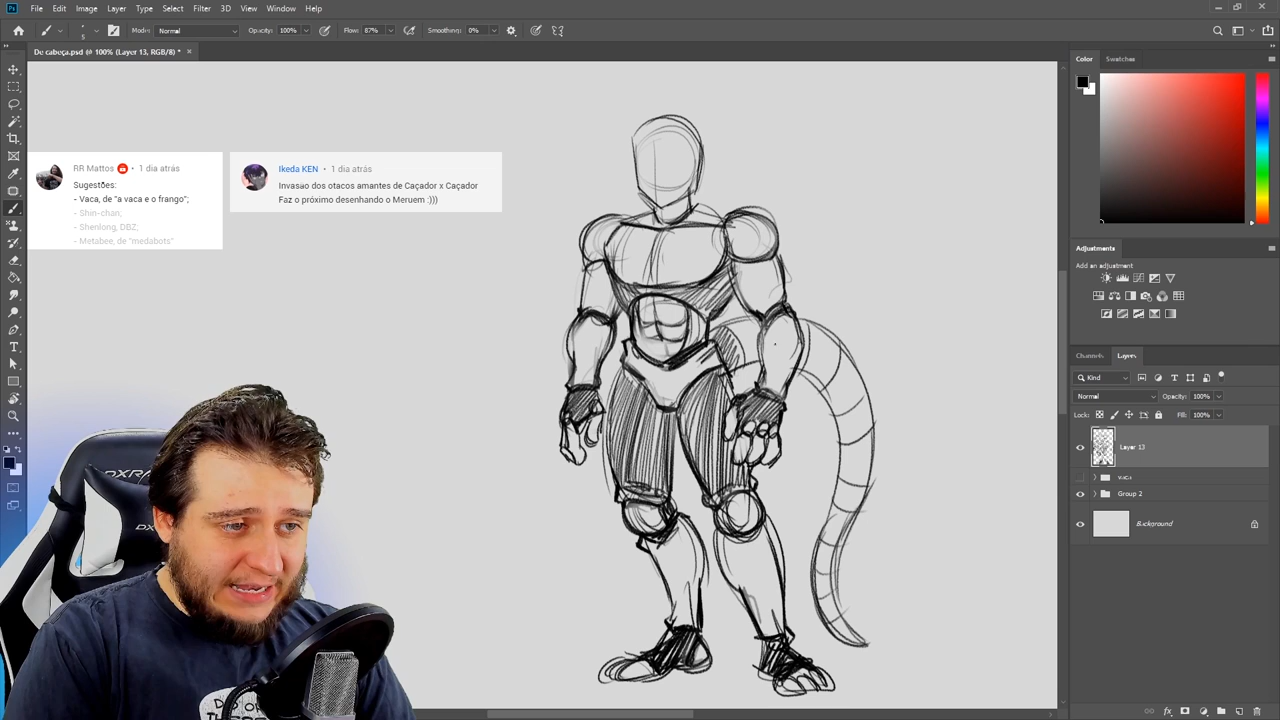 File Edit Image Layer Type Select Filter 3D View Window Help
Mode: Normal Opacity: 100% Flow: 87% Smoothing: 0%
De cabeça.psd @ 100% (Layer 13, RGB/8) *
Color Swatches
RR Mattos • 1 dia atrás
Sugestões:
- Vaca, de "a vaca e o frango";
- Shin-chan;
- Shenlong, DBZ;
- Metabee, de "medabots"
Ikeda KEN • 1 dia atrás
Invasão dos otacos amantes de Caçador x Caçador
Faz o próximo desenhando o Meruem :)))
Adjustments
Add an adjustment
Channels Layers
Kind
Normal Opacity: 100%
Lock: Fill: 100%
Layer 13
vaca
Group 2
Background
DXRA
DX